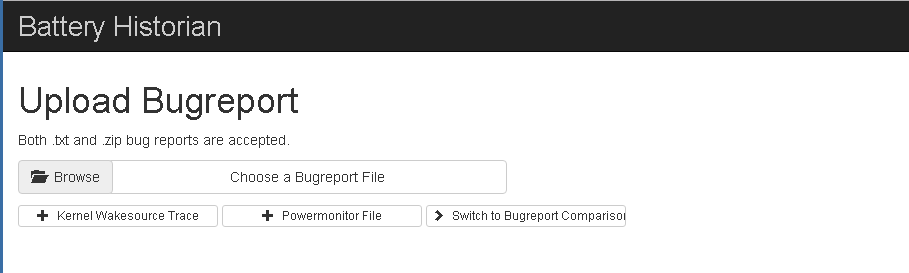 Battery Historian
Upload Bugreport
Both .txt and .zip bug reports are accepted.
Browse Choose a Bugreport File
Kernel Wakesource Trace Powermonitor File Switch to Bugreport Comparison